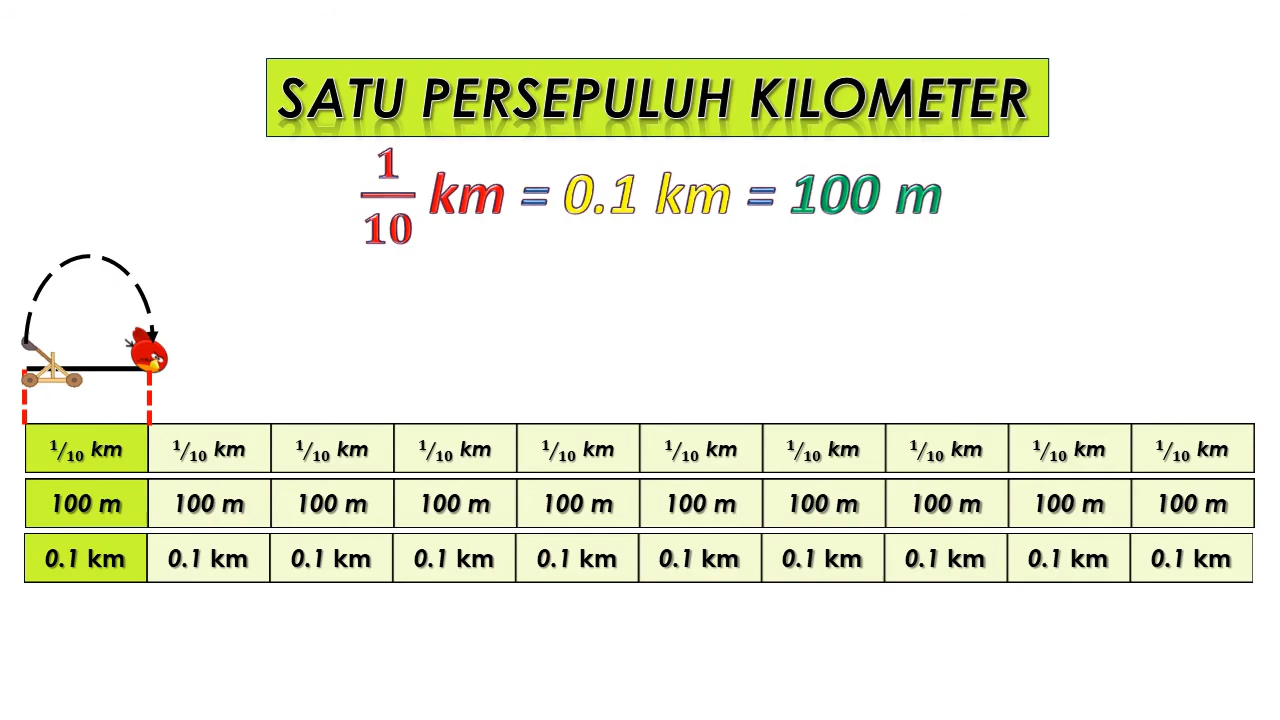 SATU PERSEPULUH KILOMETER
1/10 km = 0.1 km = 100 m
1/10 km 1/10 km 1/10 km 1/10 km 1/10 km 1/10 km 1/10 km 1/10 km 1/10 km 1/10 km
100 m 100 m 100 m 100 m 100 m 100 m 100 m 100 m 100 m 100 m
0.1 km 0.1 km 0.1 km 0.1 km 0.1 km 0.1 km 0.1 km 0.1 km 0.1 km 0.1 km